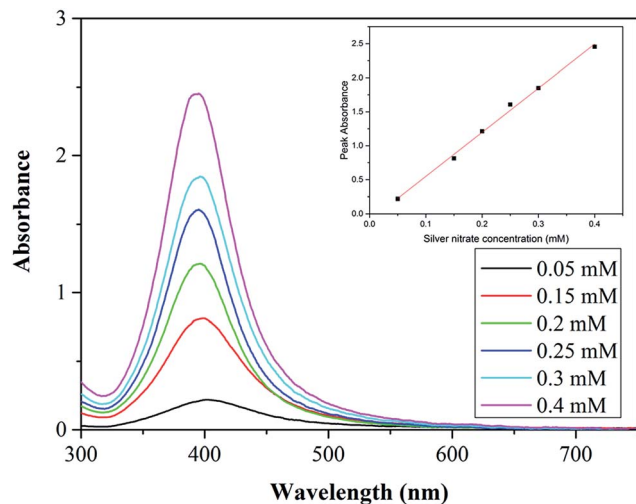 3
2
1
0
Absorbance
300
400
500
600
700
Wavelength (nm)
2.5
2.0
1.5
1.0
0.5
0.0
Peak Absorbance
0.0
0.1
0.2
0.3
0.4
Silver nitrate concentration (mM)
0.05 mM
0.15 mM
0.2 mM
0.25 mM
0.3 mM
0.4 mM